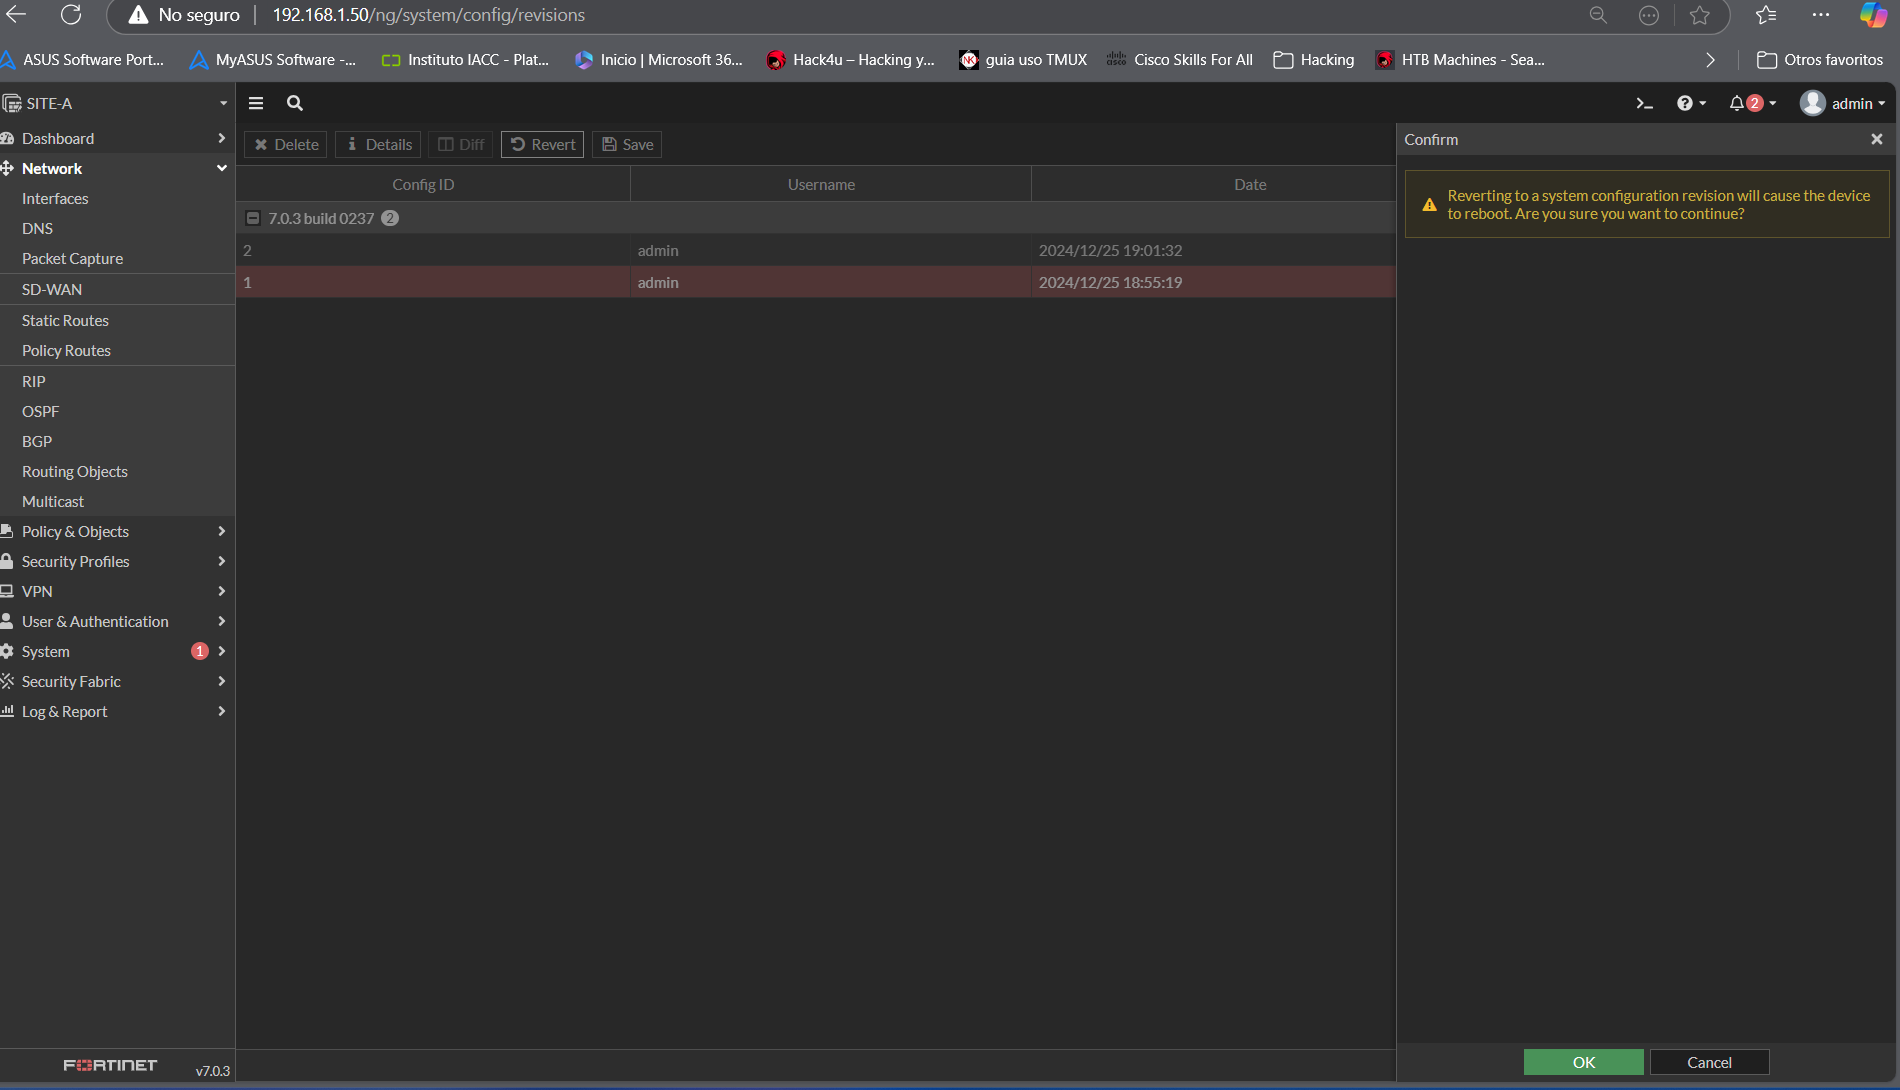 No seguro
192.168.1.50/ng/system/config/revisions
ASUS Software Port...
MyASUS Software -...
Instituto IACC - Plat...
Inicio | Microsoft 36...
Hack4u – Hacking y...
NK
guia uso TMUX
cisco
Cisco Skills For All
Hacking
HTB Machines - Sea...
Otros favoritos
SITE-A
2
admin
Dashboard
Network
Interfaces
DNS
Packet Capture
SD-WAN
Static Routes
Policy Routes
RIP
OSPF
BGP
Routing Objects
Multicast
Policy & Objects
Security Profiles
VPN
User & Authentication
System
1
Security Fabric
Log & Report
FORTINET
v7.0.3
Delete
Details
Diff
Revert
Save
Config ID
Username
Date
7.0.3 build 0237 2
2 admin 2024/12/25 19:01:32
1 admin 2024/12/25 18:55:19
Confirm
Reverting to a system configuration revision will cause the device
to reboot. Are you sure you want to continue?
OK
Cancel